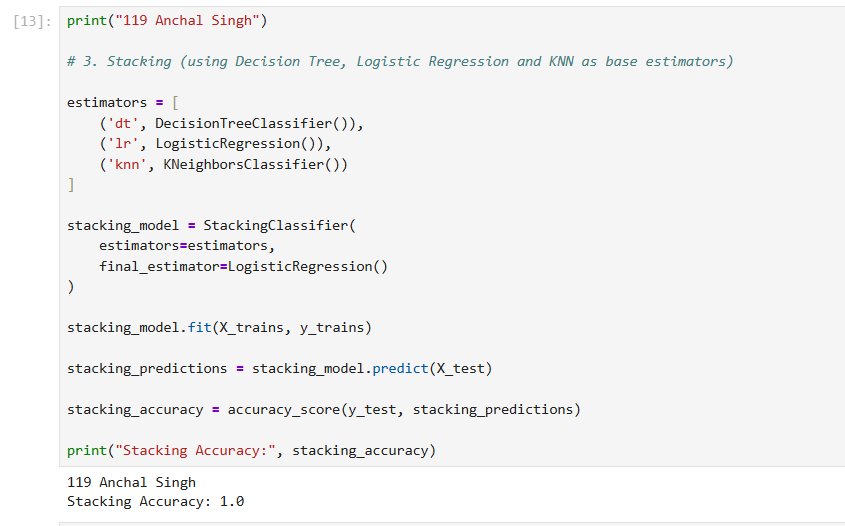 [13]:
print("119 Anchal Singh")
# 3. Stacking (using Decision Tree, Logistic Regression and KNN as base estimators)
estimators = [
    ('dt', DecisionTreeClassifier()),
    ('lr', LogisticRegression()),
    ('knn', KNeighborsClassifier())
]
stacking_model = StackingClassifier(
    estimators=estimators,
    final_estimator=LogisticRegression()
)
stacking_model.fit(X_trains, y_trains)
stacking_predictions = stacking_model.predict(X_test)
stacking_accuracy = accuracy_score(y_test, stacking_predictions)
print("Stacking Accuracy:", stacking_accuracy)
119 Anchal Singh
Stacking Accuracy: 1.0